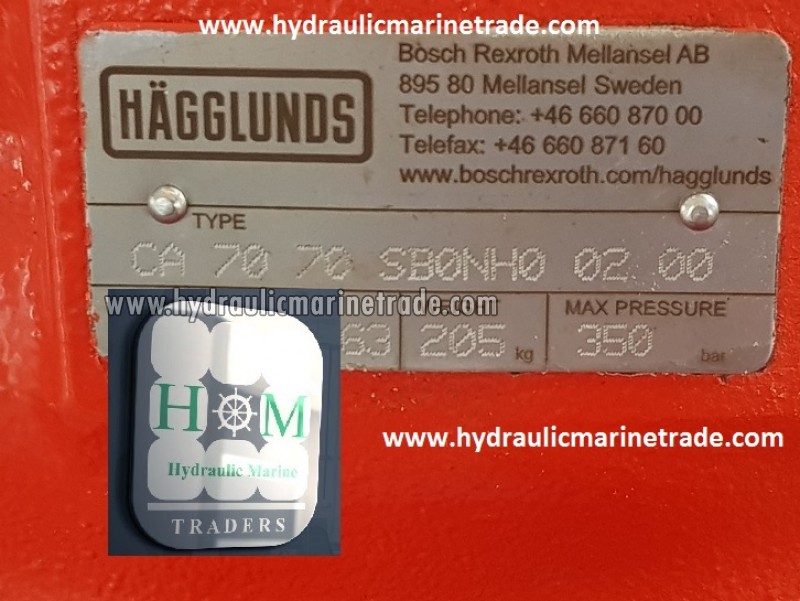 www.hydraulicmarinetrade.com
HÄGGLUNDS
Bosch Rexroth Mellansel AB
895 80 Mellansel Sweden
Telephone: +46 660 870 00
Telefax: +46 660 871 60
www.boschrexroth.com/hagglunds
TYPE
CA 70 70 SB0NH0 02 00
www.hydraulicmarinetrade.com
MAX PRESSURE
63 205 kg 350 bar
H M
Hydraulic Marine
TRADERS
www.hydraulicmarinetrade.com